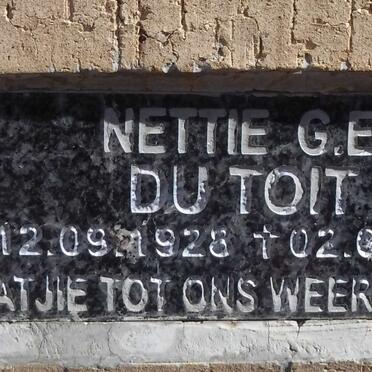 NETTIE G.E
DU TOIT
12.09.1928 † 02.0
ATJIE TOT ONS WEER